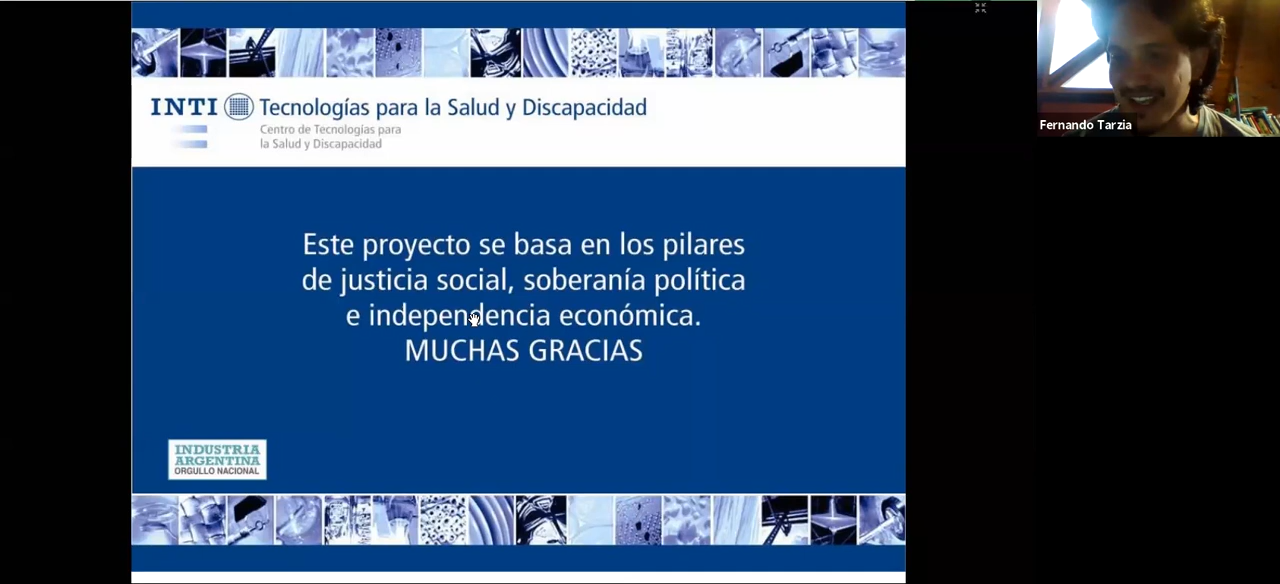 INTI Tecnologías para la Salud y Discapacidad
Centro de Tecnologías para
la Salud y Discapacidad
Fernando Tarzia
Este proyecto se basa en los pilares
de justicia social, soberanía política
e independencia económica.
MUCHAS GRACIAS
INDUSTRIA
ARGENTINA
ORGULLO NACIONAL